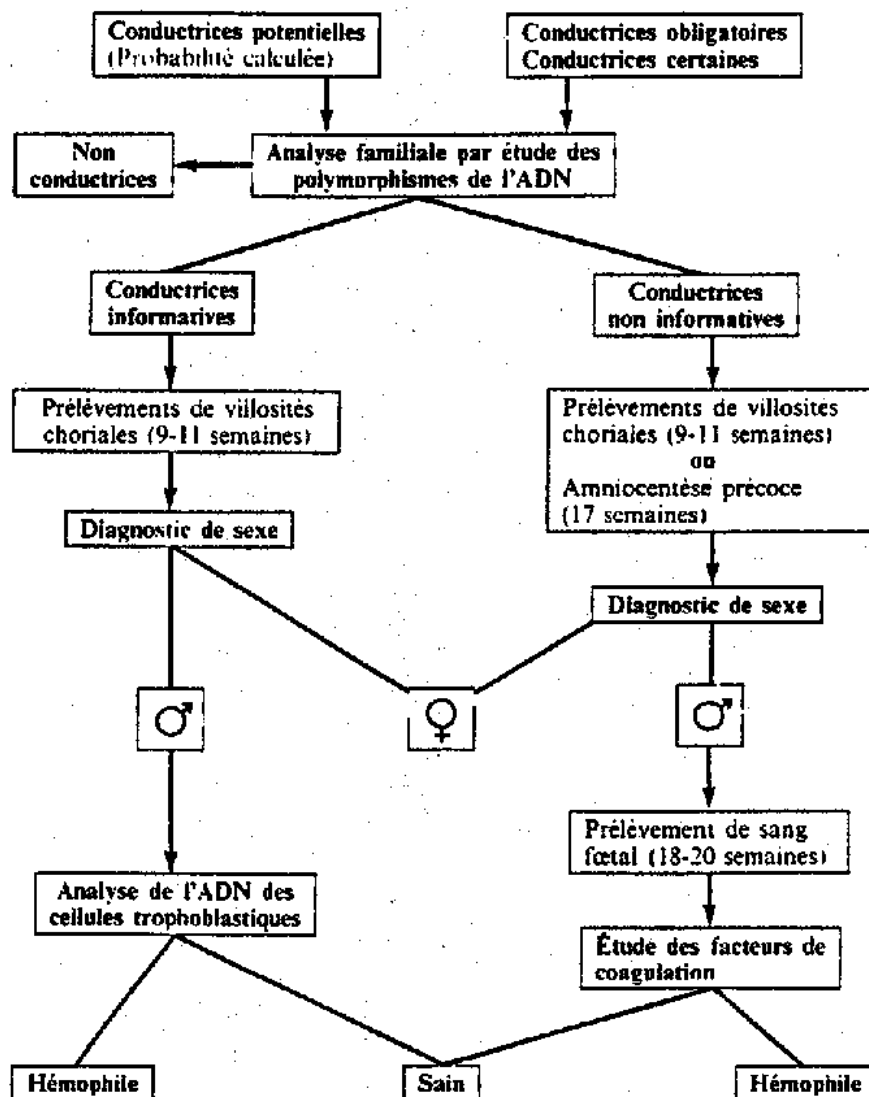 Conductrices potentielles
(Probabilité calculée)
Conductrices obligatoires
Conductrices certaines
Non
conductrices
Analyse familiale par étude des
polymorphismes de l'ADN
Conductrices
informatives
Conductrices
non informatives
Prélèvements de villosités
choriales (9-11 semaines)
Prélèvements de villosités
choriales (9-11 semaines)
ou
Amniocentèse précoce
(17 semaines)
Diagnostic de sexe
Diagnostic de sexe
♂
♀
♂
Prélèvement de sang
fœtal (18-20 semaines)
Analyse de l'ADN des
cellules trophoblastiques
Étude des facteurs de
coagulation
Hémophile
Sain
Hémophile